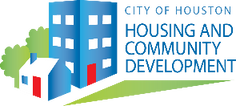 CITY OF HOUSTON
HOUSING AND
COMMUNITY
DEVELOPMENT